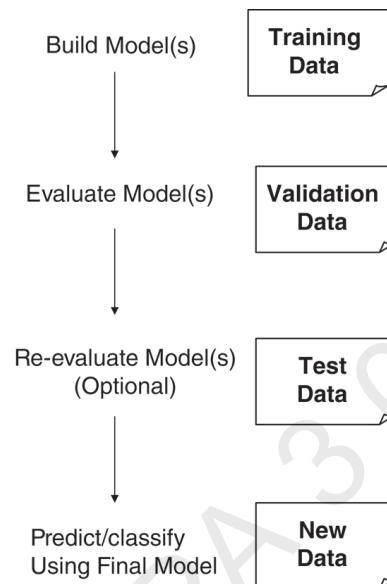 Build Model(s)
Training
Data
Evaluate Model(s)
Validation
Data
Re-evaluate Model(s)
(Optional)
Test
Data
Predict/classify
Using Final Model
New
Data